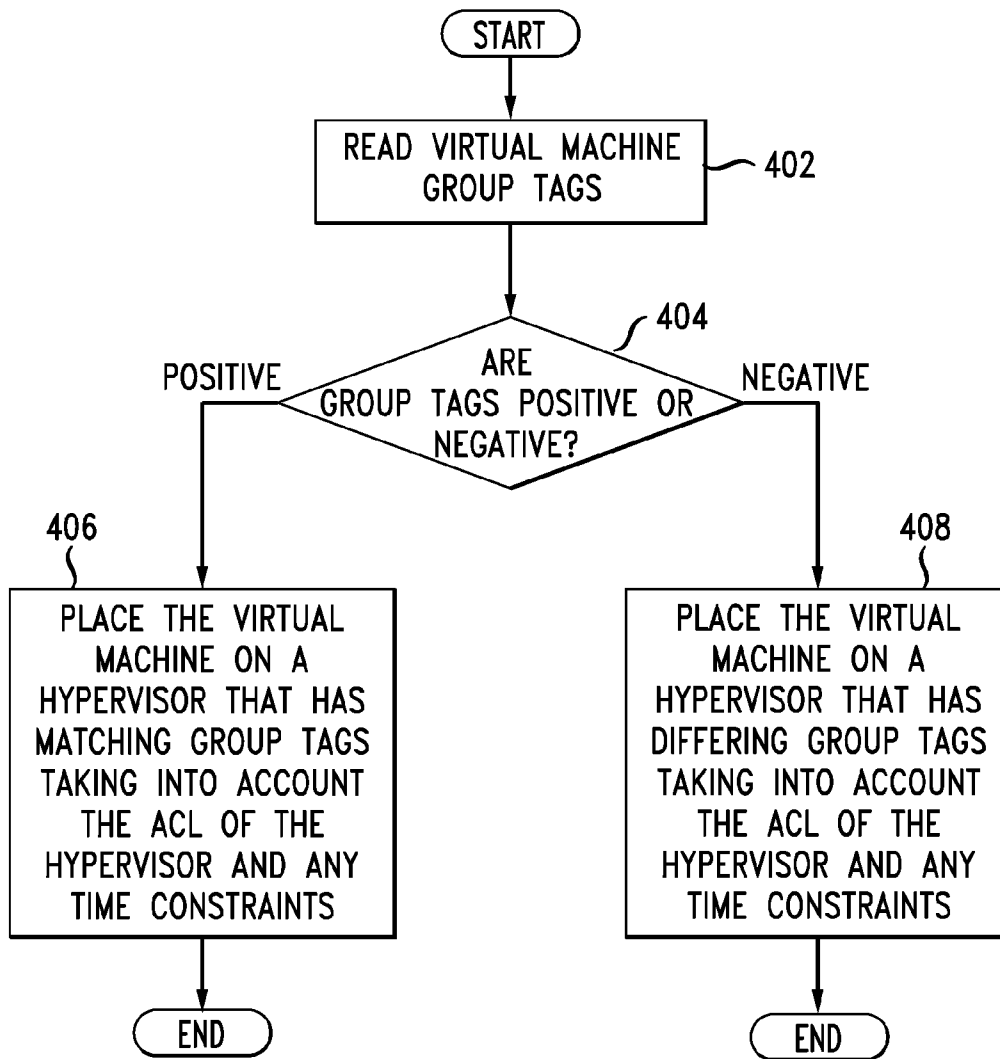 START
READ VIRTUAL MACHINE
GROUP TAGS
402
404
ARE
GROUP TAGS POSITIVE OR
NEGATIVE?
POSITIVE
NEGATIVE
406
PLACE THE VIRTUAL
MACHINE ON A
HYPERVISOR THAT HAS
MATCHING GROUP TAGS
TAKING INTO ACCOUNT
THE ACL OF THE
HYPERVISOR AND ANY
TIME CONSTRAINTS
END
408
PLACE THE VIRTUAL
MACHINE ON A
HYPERVISOR THAT HAS
DIFFERING GROUP TAGS
TAKING INTO ACCOUNT
THE ACL OF THE
HYPERVISOR AND ANY
TIME CONSTRAINTS
END